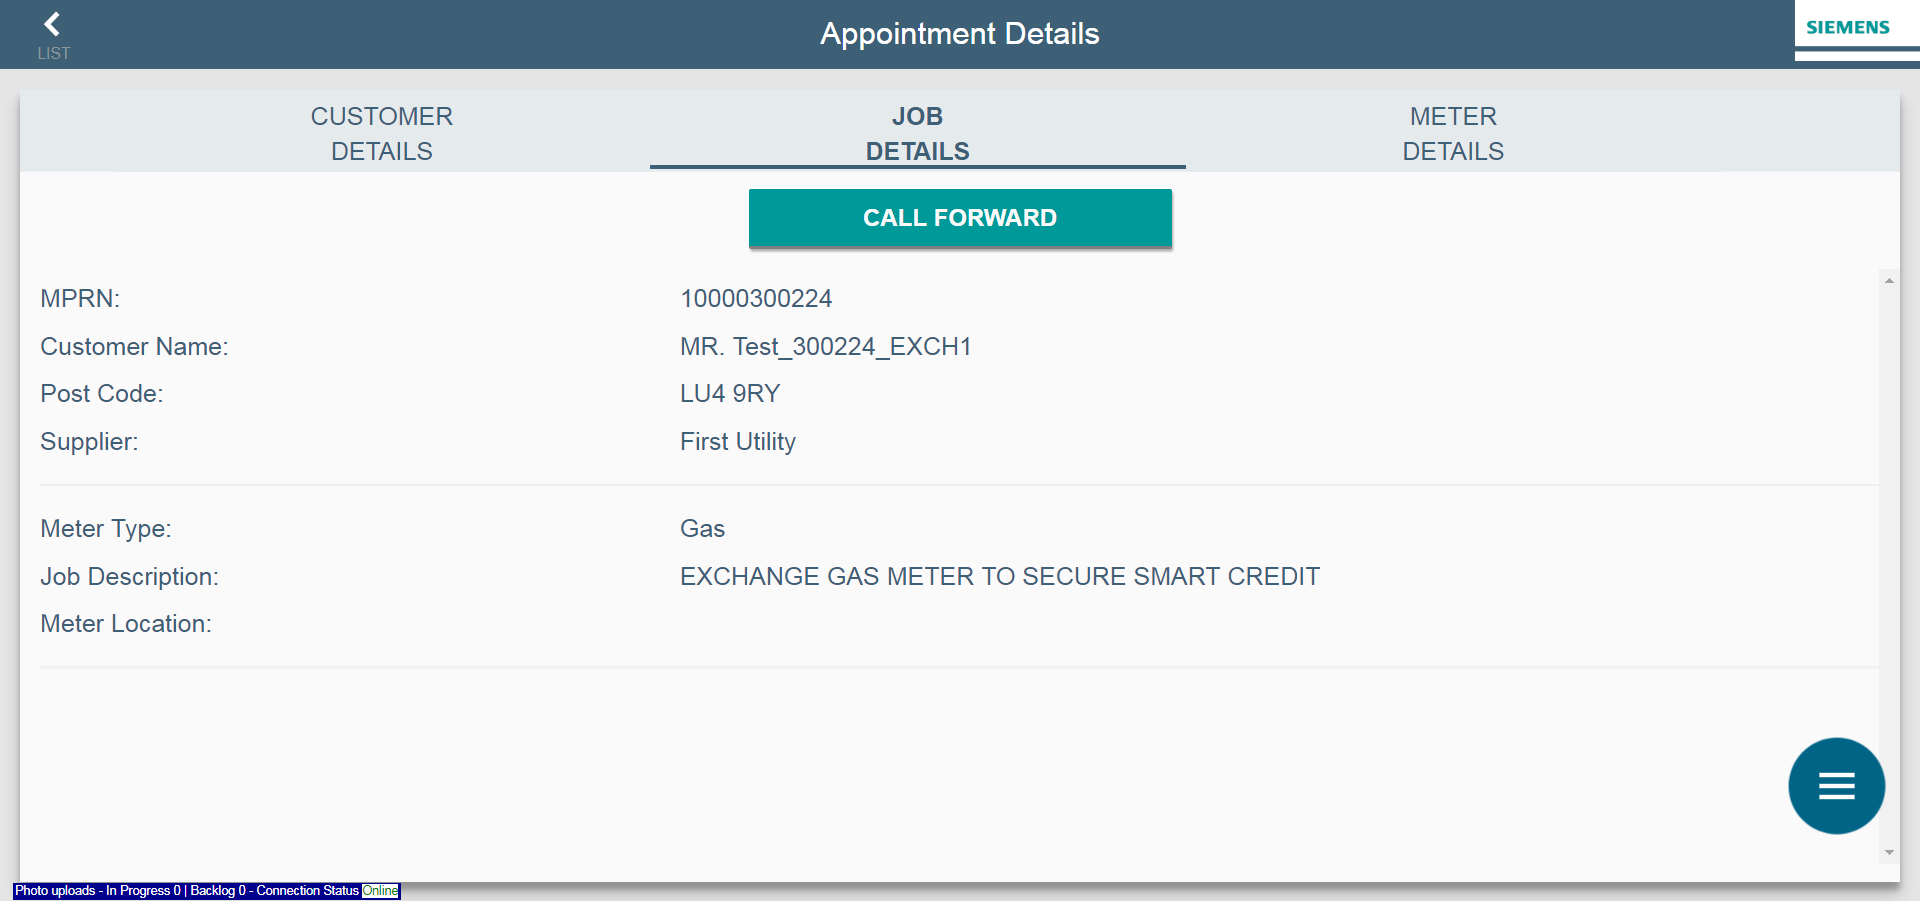 LIST
Appointment Details
SIEMENS
CUSTOMER
DETAILS
JOB
DETAILS
METER
DETAILS
CALL FORWARD
MPRN: 10000300224
Customer Name: MR. Test_300224_EXCH1
Post Code: LU4 9RY
Supplier: First Utility
Meter Type: Gas
Job Description: EXCHANGE GAS METER TO SECURE SMART CREDIT
Meter Location:
Photo uploads - In Progress 0 | Backlog 0 - Connection Status Online